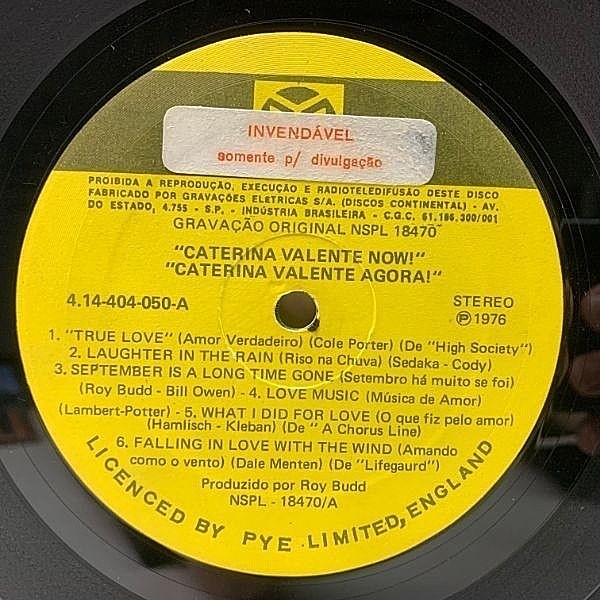 INVENDÁVEL
somente p/ divulgação
PROIBIDA A REPRODUÇÃO, EXECUÇÃO E RADIOTELEDIFUSÃO DESTE DISCO
FABRICADO POR GRAVAÇÕES ELETRICAS S/A. (DISCOS CONTINENTAL) - AV.
DO ESTADO, 4.755 - S.P. - INDÚSTRIA BRASILEIRA - C.G.C. 61.186.300/001
GRAVAÇÃO ORIGINAL NSPL 18470
"CATERINA VALENTE NOW!"
"CATERINA VALENTE AGORA!"
4.14-404-050-A
STEREO
Ⓟ 1976
1. "TRUE LOVE" (Amor Verdadeiro) (Cole Porter) (De "High Society")
2. LAUGHTER IN THE RAIN (Riso na Chuva) (Sedaka - Cody)
3. SEPTEMBER IS A LONG TIME GONE (Setembro há muito se foi)
(Roy Budd - Bill Owen) - 4. LOVE MUSIC (Música de Amor)
(Lambert-Potter) - 5. WHAT I DID FOR LOVE (O que fiz pelo amor)
(Hamlisch - Kleban) (De "A Chorus Line)
6. FALLING IN LOVE WITH THE WIND (Amando
como o vento) (Dale Menten) (De "Lifegaurd")
Produzido por Roy Budd
NSPL - 18470/A
LICENCED BY PYE LIMITED, ENGLAND